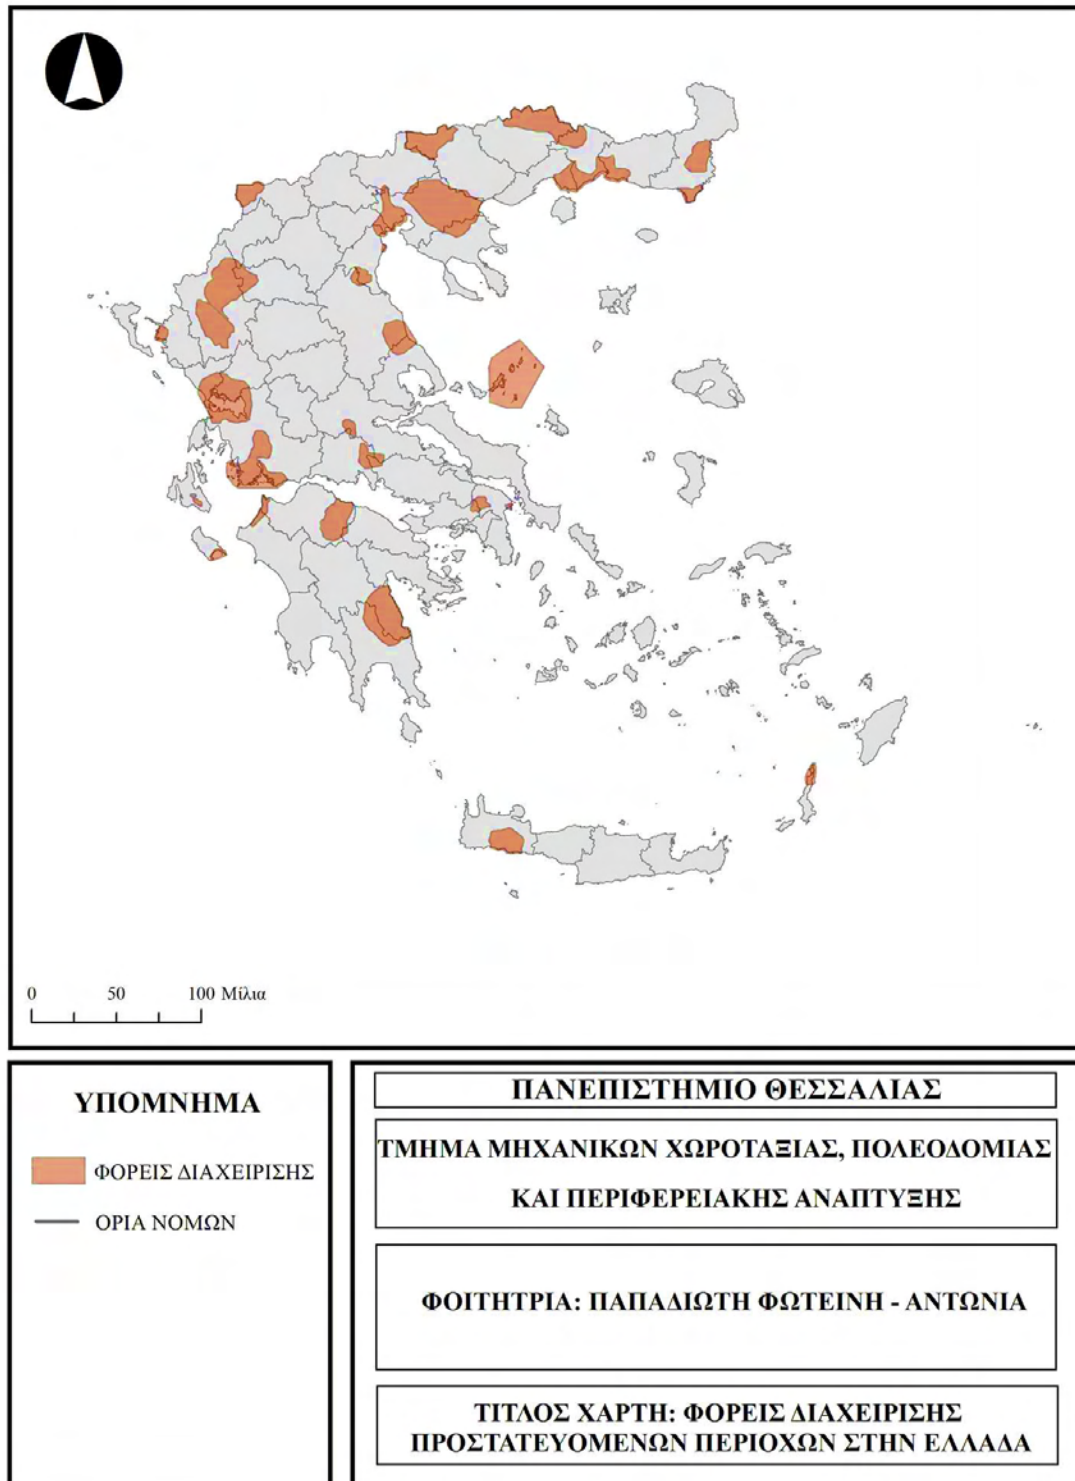 0 50 100 Μίλια
ΥΠΟΜΝΗΜΑ
ΦΟΡΕΙΣ ΔΙΑΧΕΙΡΙΣΗΣ
ΟΡΙΑ ΝΟΜΩΝ
ΠΑΝΕΠΙΣΤΗΜΙΟ ΘΕΣΣΑΛΙΑΣ
ΤΜΗΜΑ ΜΗΧΑΝΙΚΩΝ ΧΩΡΟΤΑΞΙΑΣ, ΠΟΛΕΟΔΟΜΙΑΣ
ΚΑΙ ΠΕΡΙΦΕΡΕΙΑΚΗΣ ΑΝΑΠΤΥΞΗΣ
ΦΟΙΤΗΤΡΙΑ: ΠΑΠΑΔΙΩΤΗ ΦΩΤΕΙΝΗ - ΑΝΤΩΝΙΑ
ΤΙΤΛΟΣ ΧΑΡΤΗ: ΦΟΡΕΙΣ ΔΙΑΧΕΙΡΙΣΗΣ
ΠΡΟΣΤΑΤΕΥΟΜΕΝΩΝ ΠΕΡΙΟΧΩΝ ΣΤΗΝ ΕΛΛΑΔΑ